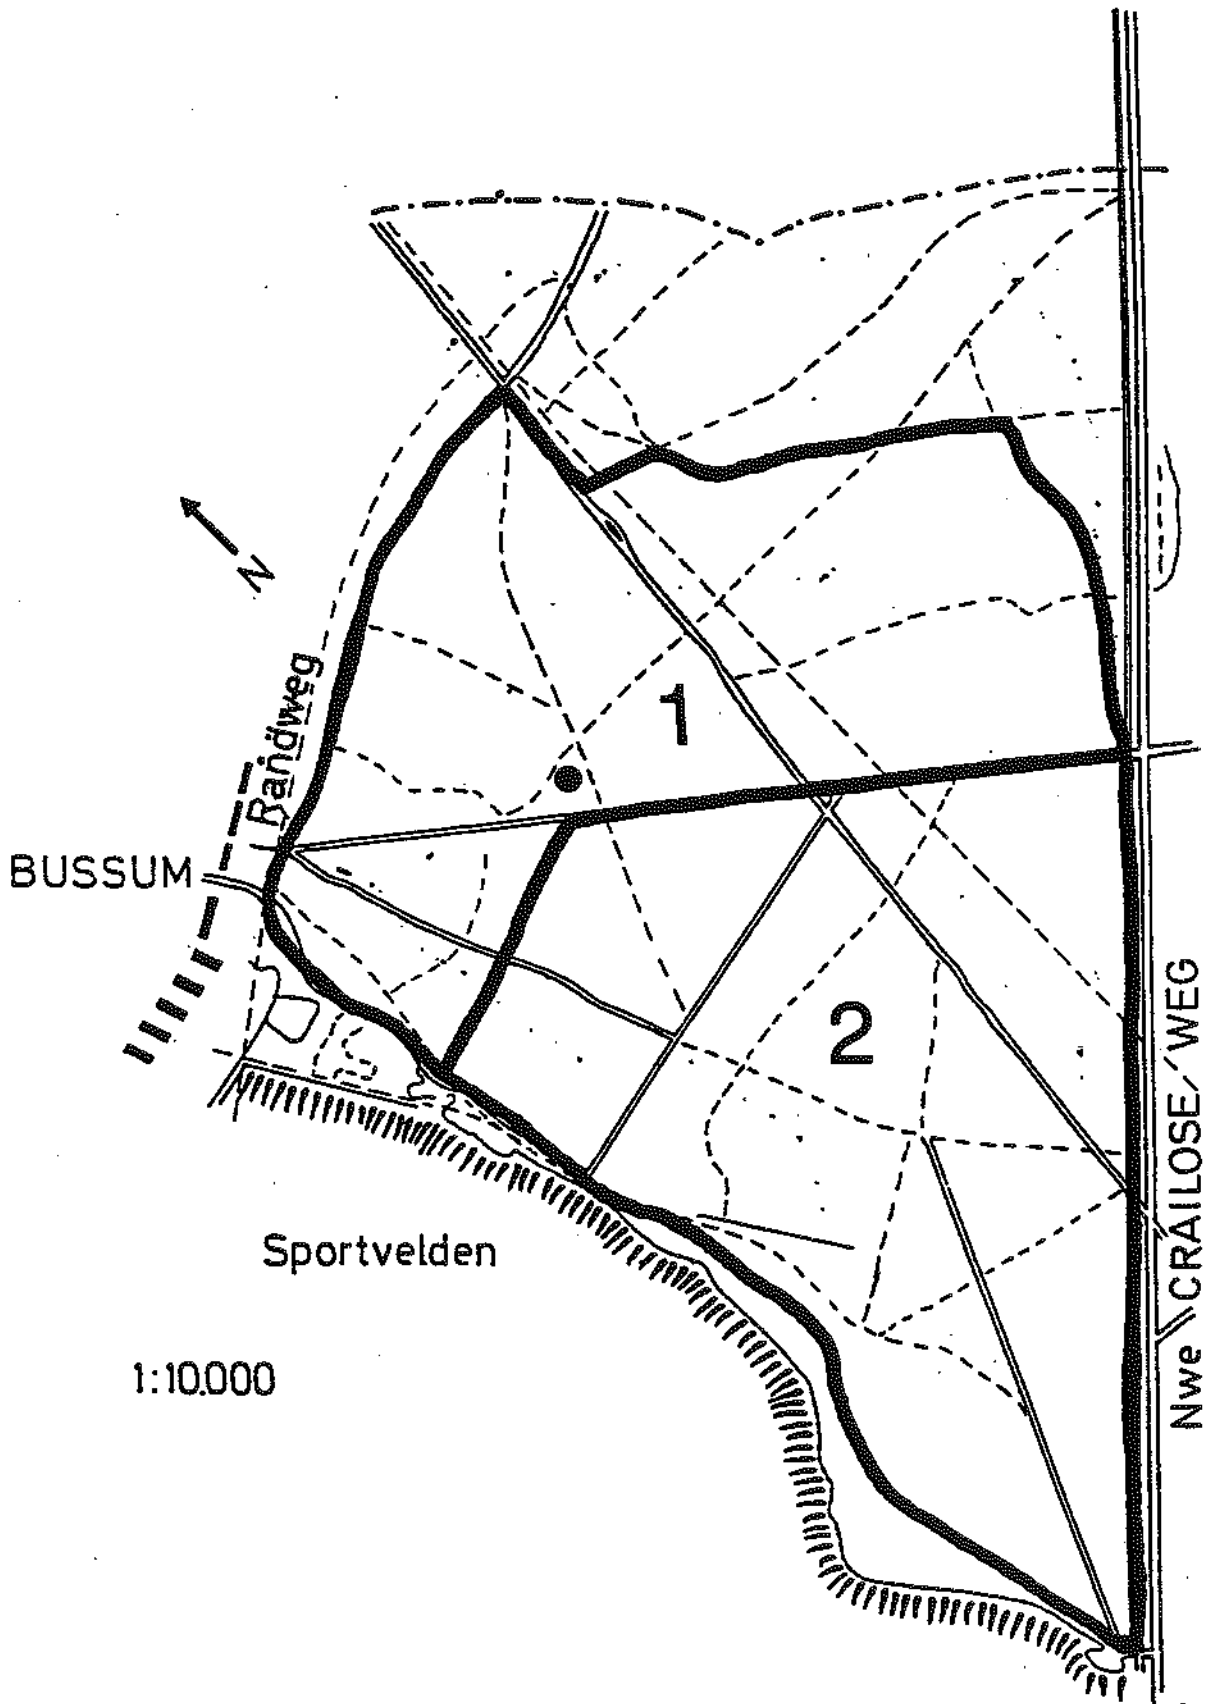 N
Randweg
1
BUSSUM
2
Nwe CRAILOSE WEG
Sportvelden
1:10.000